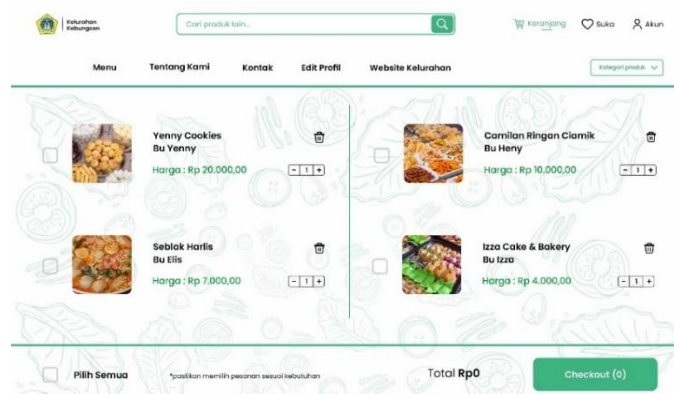 Kelurahan
Kebungson
Cari produk lain...
Keranjang
Suka
Akun
Menu
Tentang Kami
Kontak
Edit Profil
Website Kelurahan
Kategori produk
Yenny Cookies
Bu Yenny
Harga : Rp 20.000,00
- 1 +
Camilan Ringan Ciamik
Bu Heny
Harga : Rp 10.000,00
- 1 +
Seblak Harlis
Bu Elis
Harga : Rp 7.000,00
- 1 +
Izza Cake & Bakery
Bu Izza
Harga : Rp 4.000,00
- 1 +
Pilih Semua
*pastikan memilih pesanan sesuai kebutuhan
Total Rp0
Checkout (0)